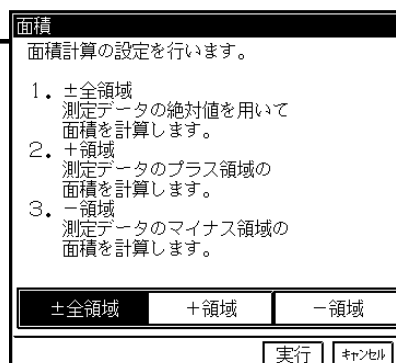 面積
面積計算の設定を行います。
１．±全領域
測定データの絶対値を用いて
面積を計算します。
２．＋領域
測定データのプラス領域の
面積を計算します。
３．－領域
測定データのマイナス領域の
面積を計算します。
±全領域 ＋領域 －領域
実行 ｷｬﾝｾﾙ